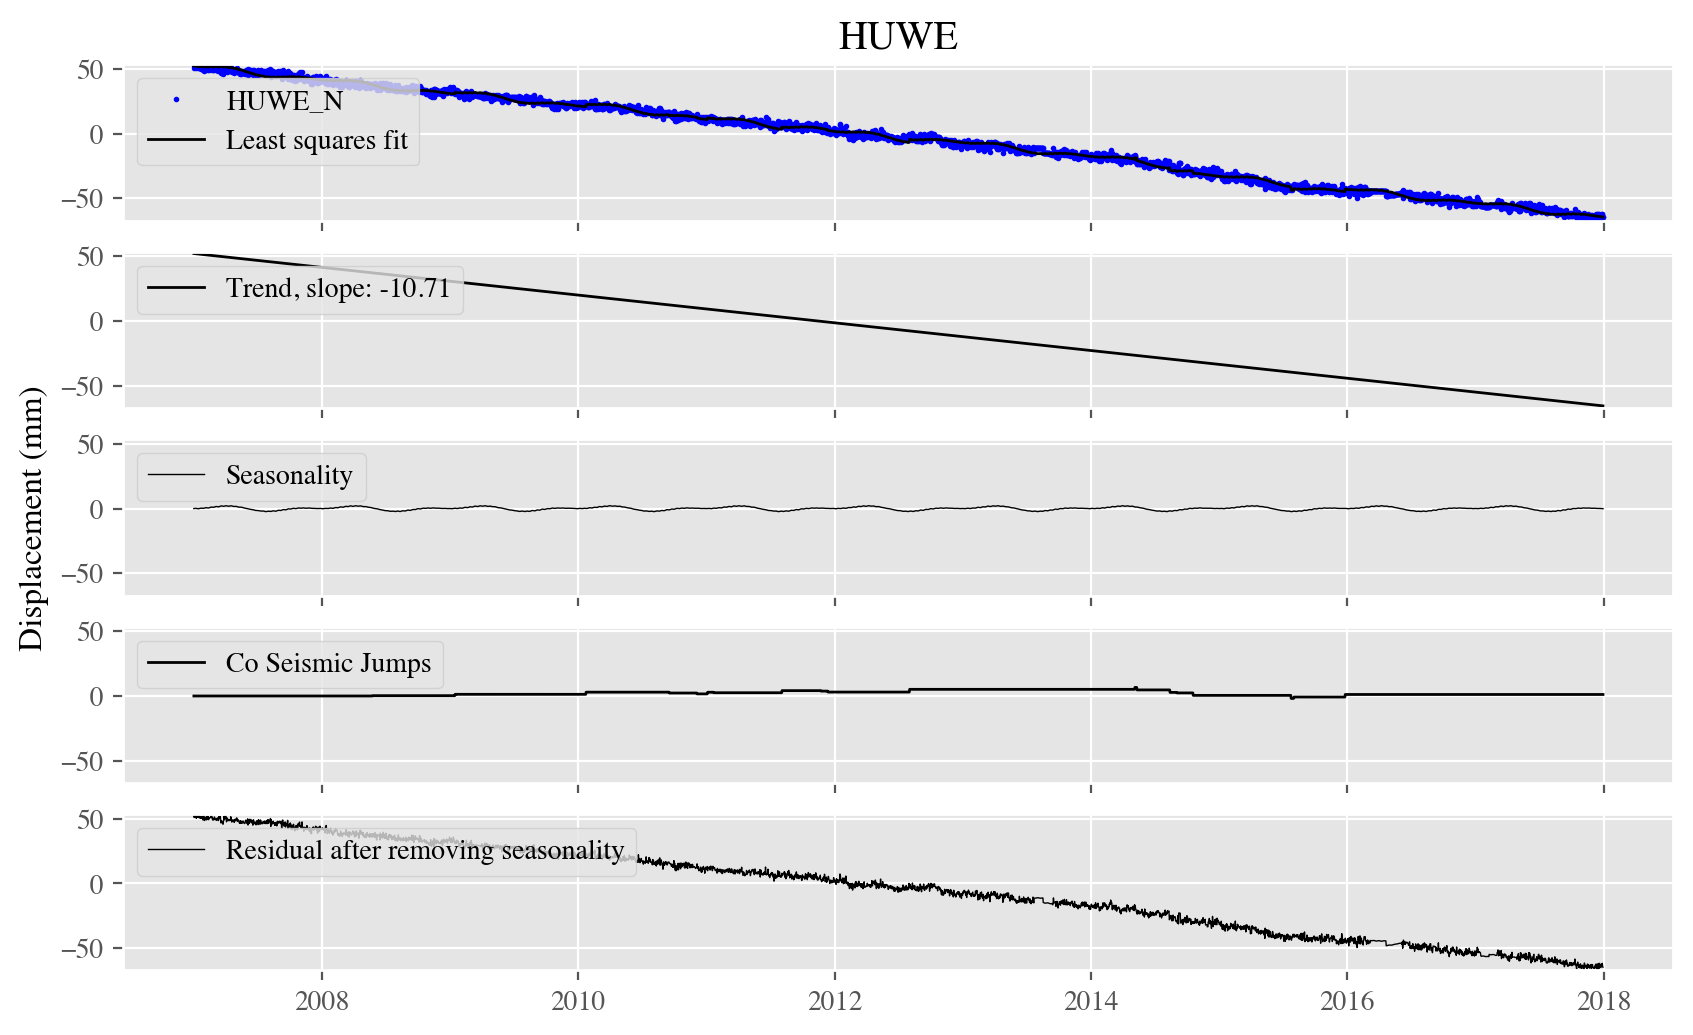 HUWE
50
0
−50
HUWE_N
Least squares fit
50
0
−50
Trend, slope: -10.71
Displacement (mm)
50
0
−50
Seasonality
50
0
−50
Co Seismic Jumps
50
0
−50
Residual after removing seasonality
2008 2010 2012 2014 2016 2018